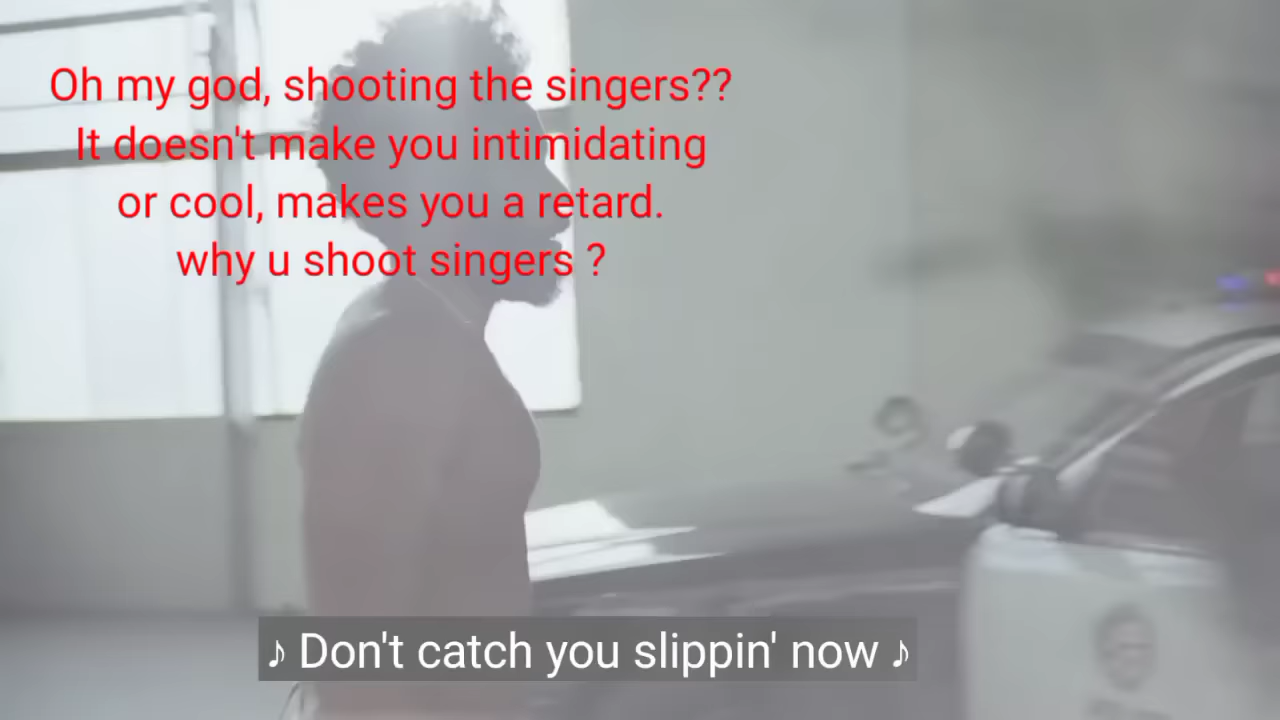 Oh my god, shooting the singers??
It doesn't make you intimidating
or cool, makes you a retard.
why u shoot singers ?
♪ Don't catch you slippin' now ♪